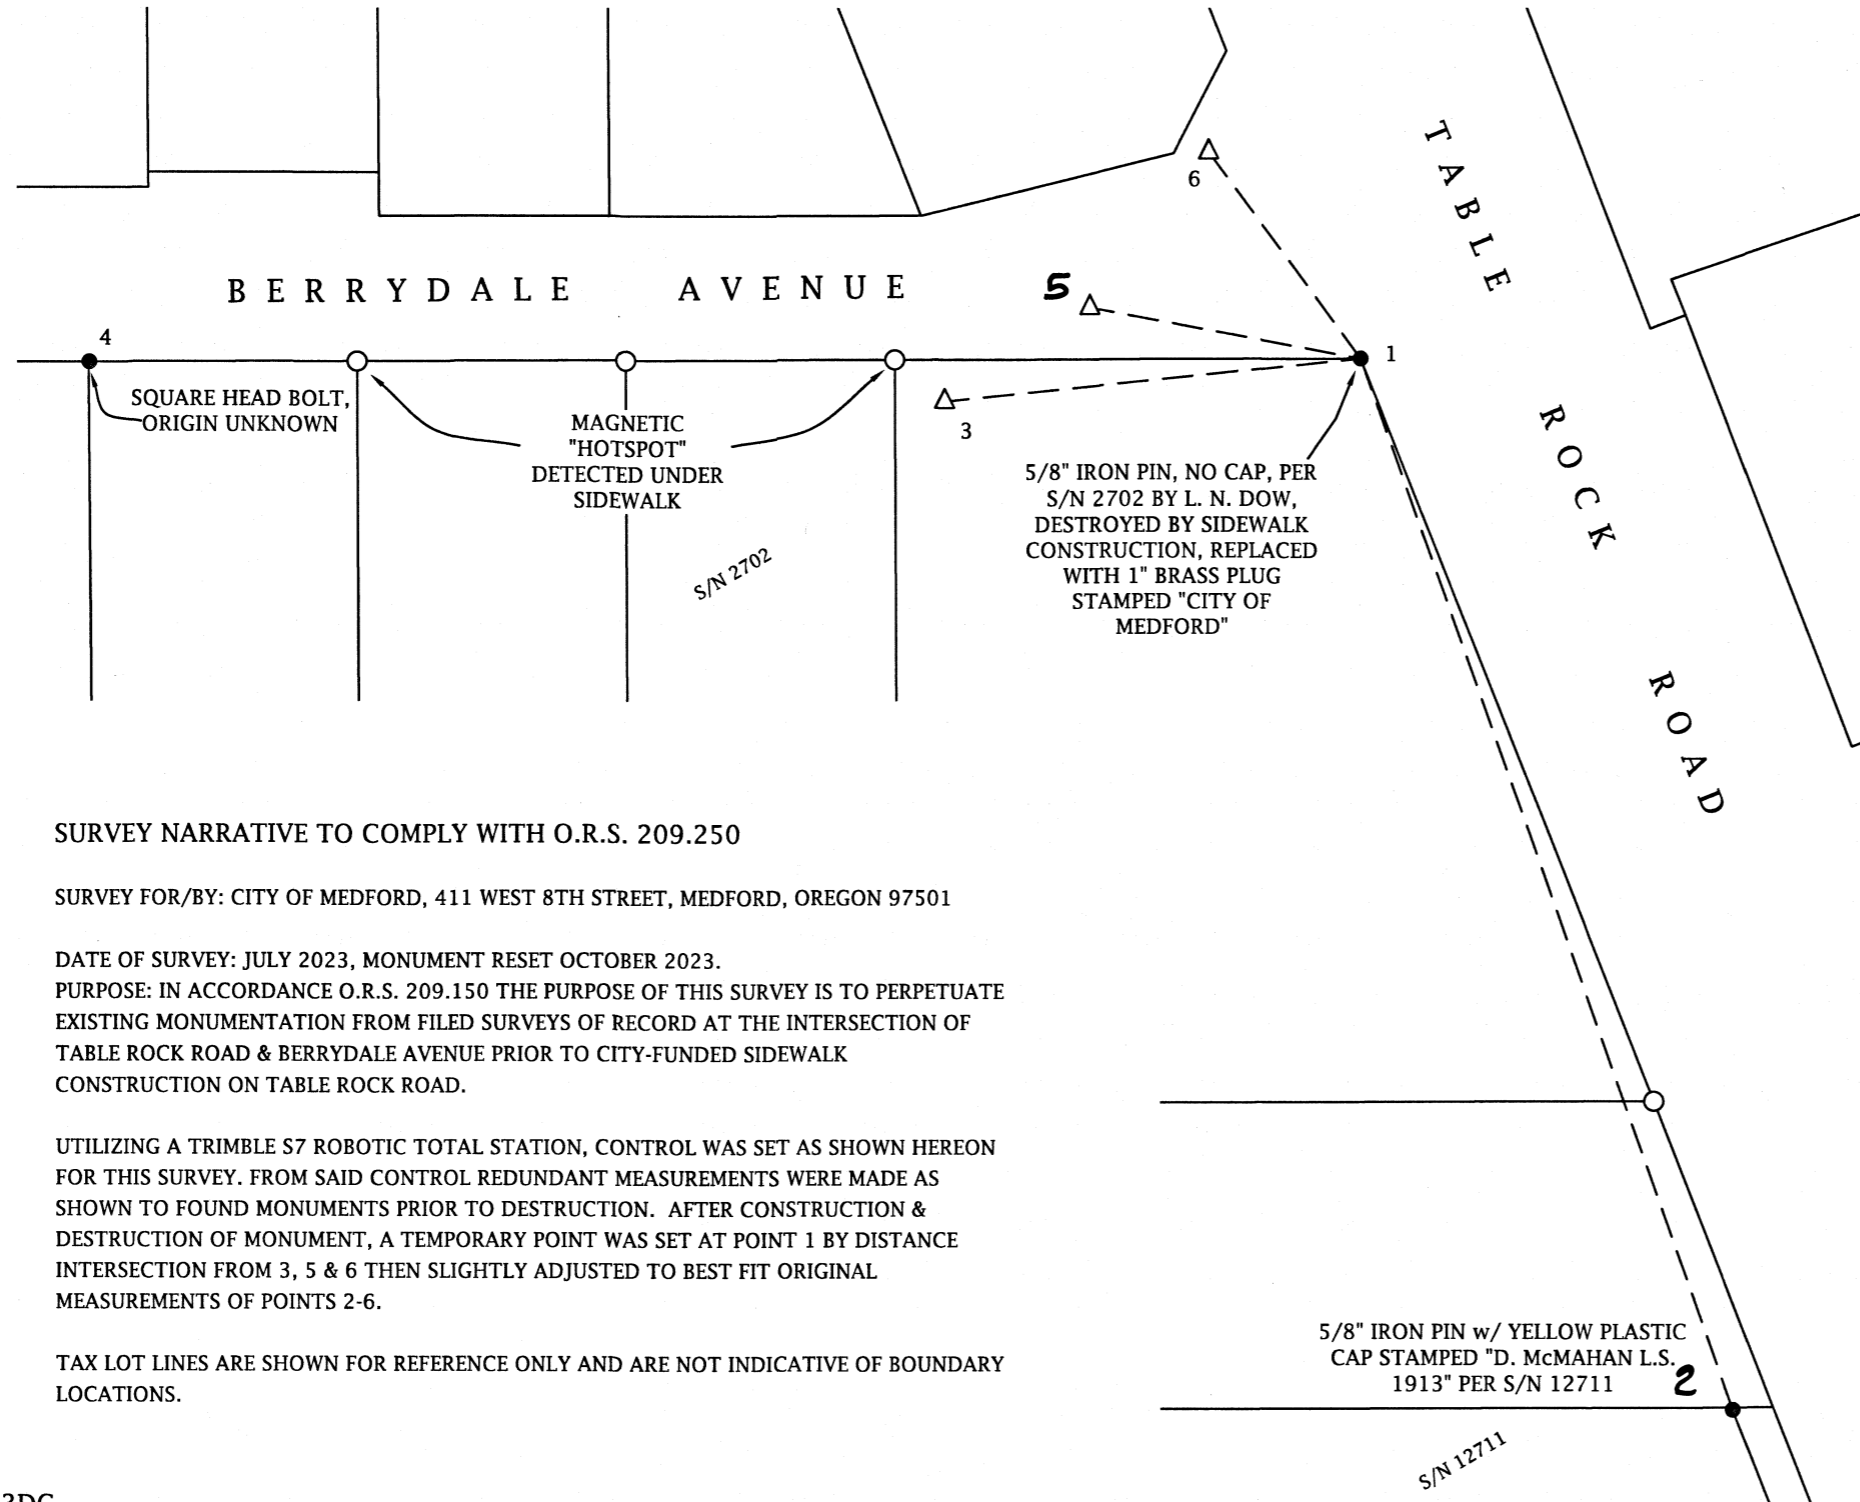 6
TABLE ROCK ROAD
BERRYDALE AVENUE
5
4
1
3
SQUARE HEAD BOLT,
ORIGIN UNKNOWN
MAGNETIC
"HOTSPOT"
DETECTED UNDER
SIDEWALK
5/8" IRON PIN, NO CAP, PER
S/N 2702 BY L. N. DOW,
DESTROYED BY SIDEWALK
CONSTRUCTION, REPLACED
WITH 1" BRASS PLUG
STAMPED "CITY OF
MEDFORD"
S/N 2702
SURVEY NARRATIVE TO COMPLY WITH O.R.S. 209.250
SURVEY FOR/BY: CITY OF MEDFORD, 411 WEST 8TH STREET, MEDFORD, OREGON 97501
DATE OF SURVEY: JULY 2023, MONUMENT RESET OCTOBER 2023.
PURPOSE: IN ACCORDANCE O.R.S. 209.150 THE PURPOSE OF THIS SURVEY IS TO PERPETUATE
EXISTING MONUMENTATION FROM FILED SURVEYS OF RECORD AT THE INTERSECTION OF
TABLE ROCK ROAD & BERRYDALE AVENUE PRIOR TO CITY-FUNDED SIDEWALK
CONSTRUCTION ON TABLE ROCK ROAD.
UTILIZING A TRIMBLE S7 ROBOTIC TOTAL STATION, CONTROL WAS SET AS SHOWN HEREON
FOR THIS SURVEY. FROM SAID CONTROL REDUNDANT MEASUREMENTS WERE MADE AS
SHOWN TO FOUND MONUMENTS PRIOR TO DESTRUCTION. AFTER CONSTRUCTION &
DESTRUCTION OF MONUMENT, A TEMPORARY POINT WAS SET AT POINT 1 BY DISTANCE
INTERSECTION FROM 3, 5 & 6 THEN SLIGHTLY ADJUSTED TO BEST FIT ORIGINAL
MEASUREMENTS OF POINTS 2-6.
TAX LOT LINES ARE SHOWN FOR REFERENCE ONLY AND ARE NOT INDICATIVE OF BOUNDARY
LOCATIONS.
5/8" IRON PIN w/ YELLOW PLASTIC
CAP STAMPED "D. McMAHAN L.S.
1913" PER S/N 12711
2
S/N 12711